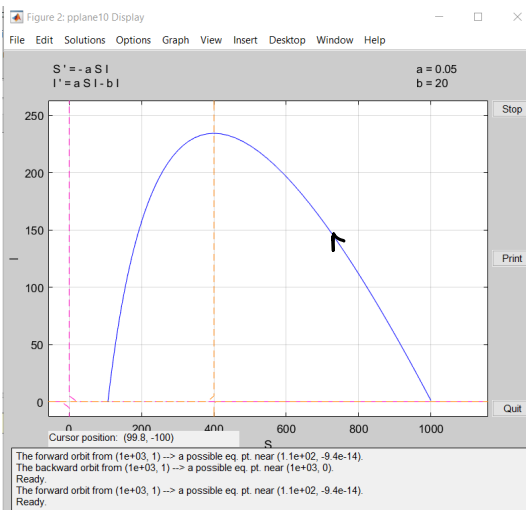 Figure 2: pplane10 Display
File Edit Solutions Options Graph View Insert Desktop Window Help
S ' = - a S I
I ' = a S I - b I
a = 0.05
b = 20
Stop
Print
Quit
250
200
150
100
50
0
I
0 200 400 600 800 1000
S
Cursor position: (99.8, -100)
The forward orbit from (1e+03, 1) --> a possible eq. pt. near (1.1e+02, -9.4e-14).
The backward orbit from (1e+03, 1) --> a possible eq. pt. near (1e+03, 0).
Ready.
The forward orbit from (1e+03, 1) --> a possible eq. pt. near (1.1e+02, -9.4e-14).
Ready.